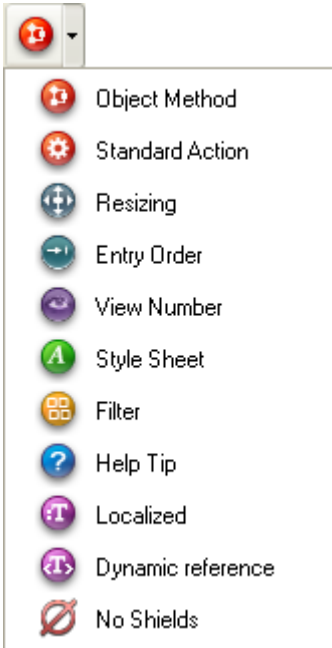 Object Method
Standard Action
Resizing
Entry Order
View Number
Style Sheet
Filter
Help Tip
Localized
Dynamic reference
No Shields